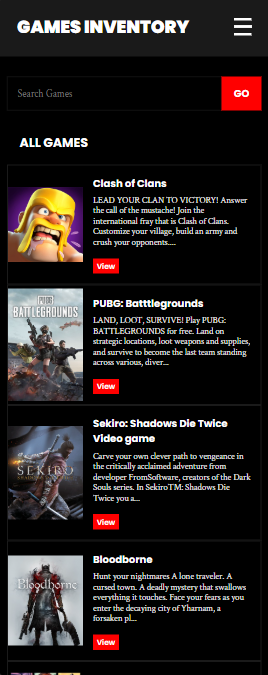 GAMES INVENTORY
Search Games
GO
ALL GAMES
Clash of Clans
LEAD YOUR CLAN TO VICTORY! Answer
the call of the mustache! Join the
international fray that is Clash of Clans.
Customize your village, build an army and
crush your opponents....
View
PUBG
BATTLEGROUNDS
PUBG: Batttlegrounds
LAND, LOOT, SURVIVE! Play PUBG:
BATTLEGROUNDS for free. Land on
strategic locations, loot weapons and supplies,
and survive to become the last team standing
across various, diver...
View
SEKIRO
SHADOWS DIE TWICE
Sekiro: Shadows Die Twice
Video game
Carve your own clever path to vengeance in
the critically acclaimed adventure from
developer FromSoftware, creators of the Dark
Souls series. In SekiroTM: Shadows Die
Twice you a...
View
Bloodborne
Bloodborne
Hunt your nightmares A lone traveler. A
cursed town. A deadly mystery that swallows
everything it touches. Face your fears as you
enter the decaying city of Yharnam, a
forsaken pl...
View